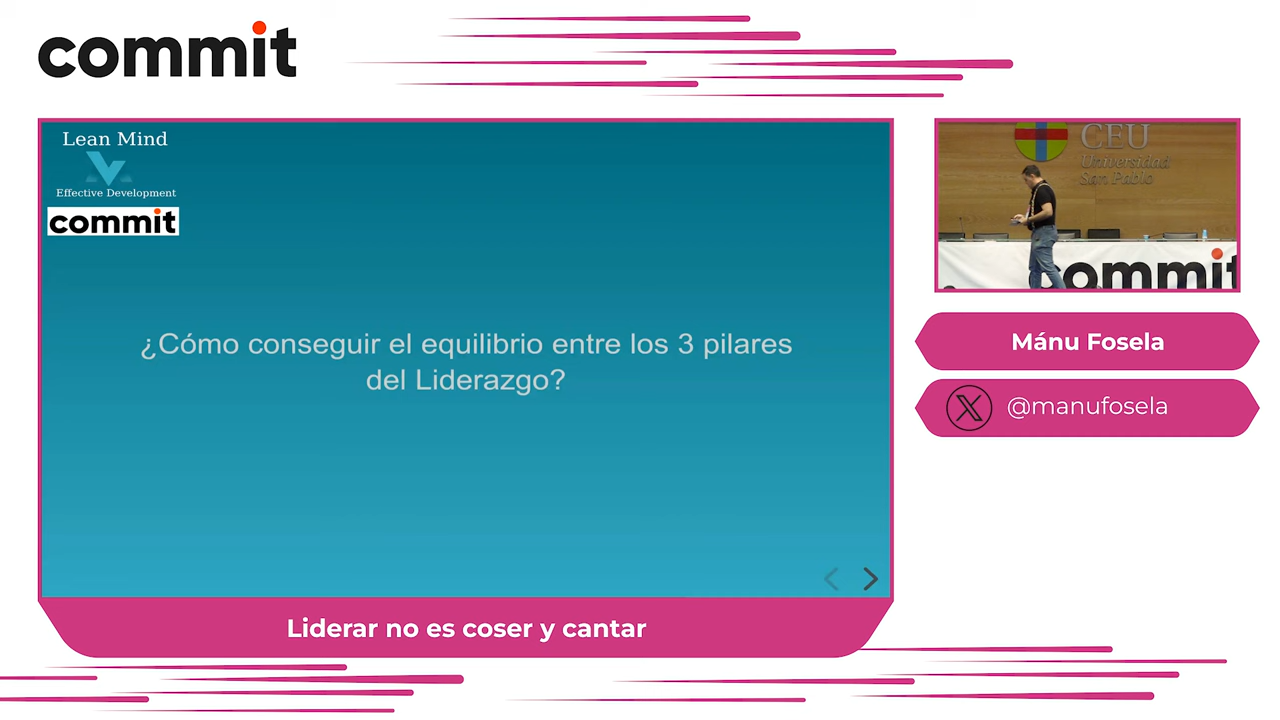 commit
Lean Mind
Effective Development
commit
¿Cómo conseguir el equilibrio entre los 3 pilares
del Liderazgo?
CEU
Universidad
San Pablo
commit
Mánu Fosela
@manufosela
Liderar no es coser y cantar